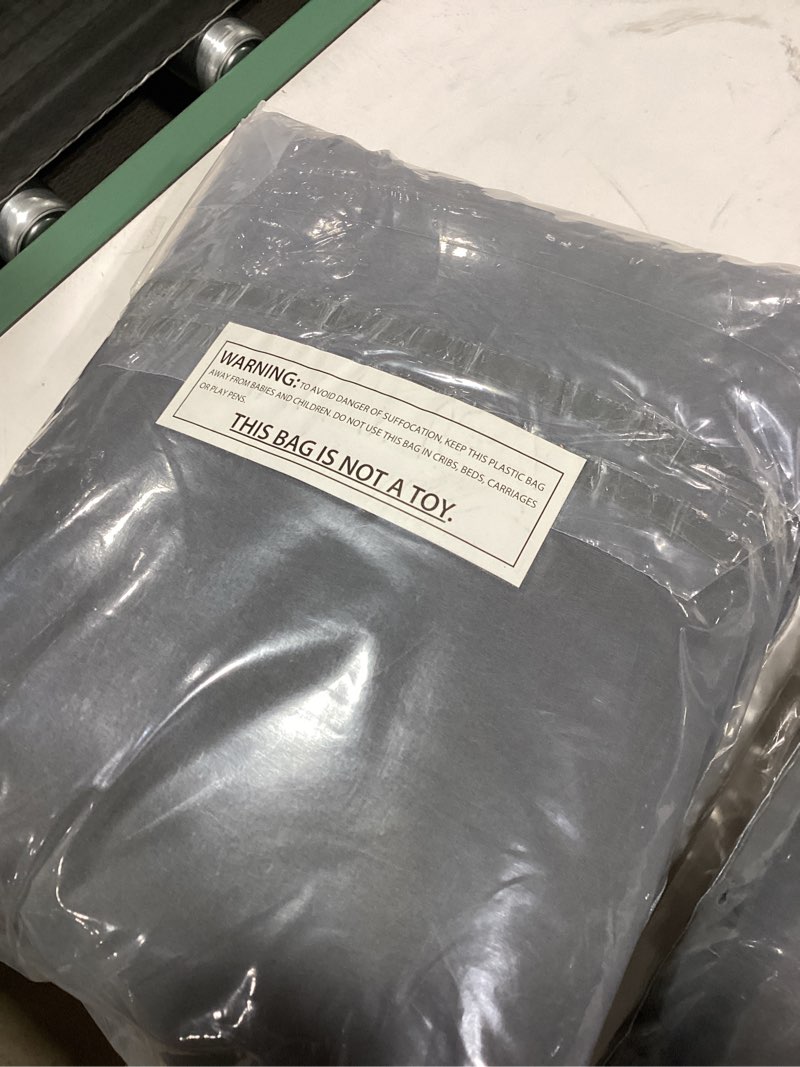 WARNING: TO AVOID DANGER OF SUFFOCATION, KEEP THIS PLASTIC BAG
AWAY FROM BABIES AND CHILDREN. DO NOT USE THIS BAG IN CRIBS, BEDS, CARRIAGES
OR PLAY PENS.
THIS BAG IS NOT A TOY.